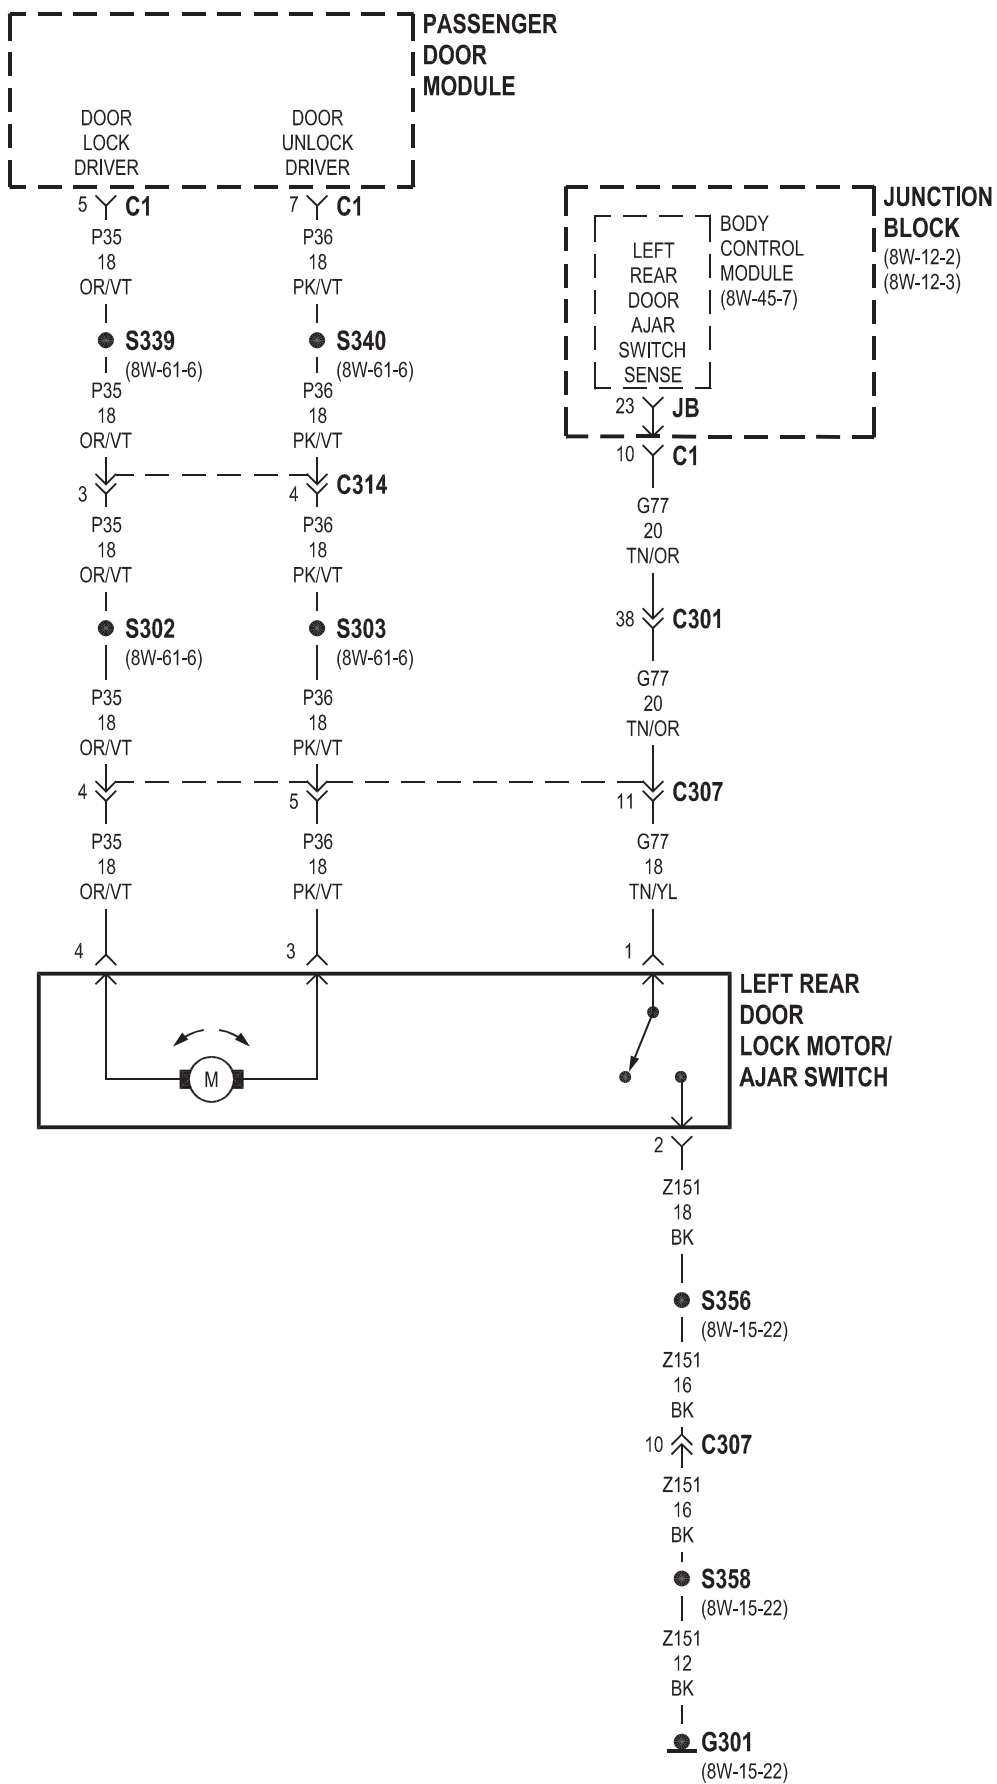 PASSENGER
DOOR
MODULE
DOOR
LOCK
DRIVER
DOOR
UNLOCK
DRIVER
5 C1
7 C1
P35
18
OR/VT
P36
18
PK/VT
S339
(8W-61-6)
S340
(8W-61-6)
P35
18
OR/VT
P36
18
PK/VT
3
4 C314
P35
18
OR/VT
P36
18
PK/VT
S302
(8W-61-6)
S303
(8W-61-6)
P35
18
OR/VT
P36
18
PK/VT
JUNCTION
BLOCK
(8W-12-2)
(8W-12-3)
BODY
CONTROL
MODULE
(8W-45-7)
LEFT
REAR
DOOR
AJAR
SWITCH
SENSE
23 JB
10 C1
G77
20
TN/OR
38 C301
G77
20
TN/OR
4
5
11 C307
P35
18
OR/VT
P36
18
PK/VT
G77
18
TN/YL
4
3
1
LEFT REAR
DOOR
LOCK MOTOR/
AJAR SWITCH
M
2
Z151
18
BK
S356
(8W-15-22)
Z151
16
BK
10 C307
Z151
16
BK
S358
(8W-15-22)
Z151
12
BK
G301
(8W-15-22)